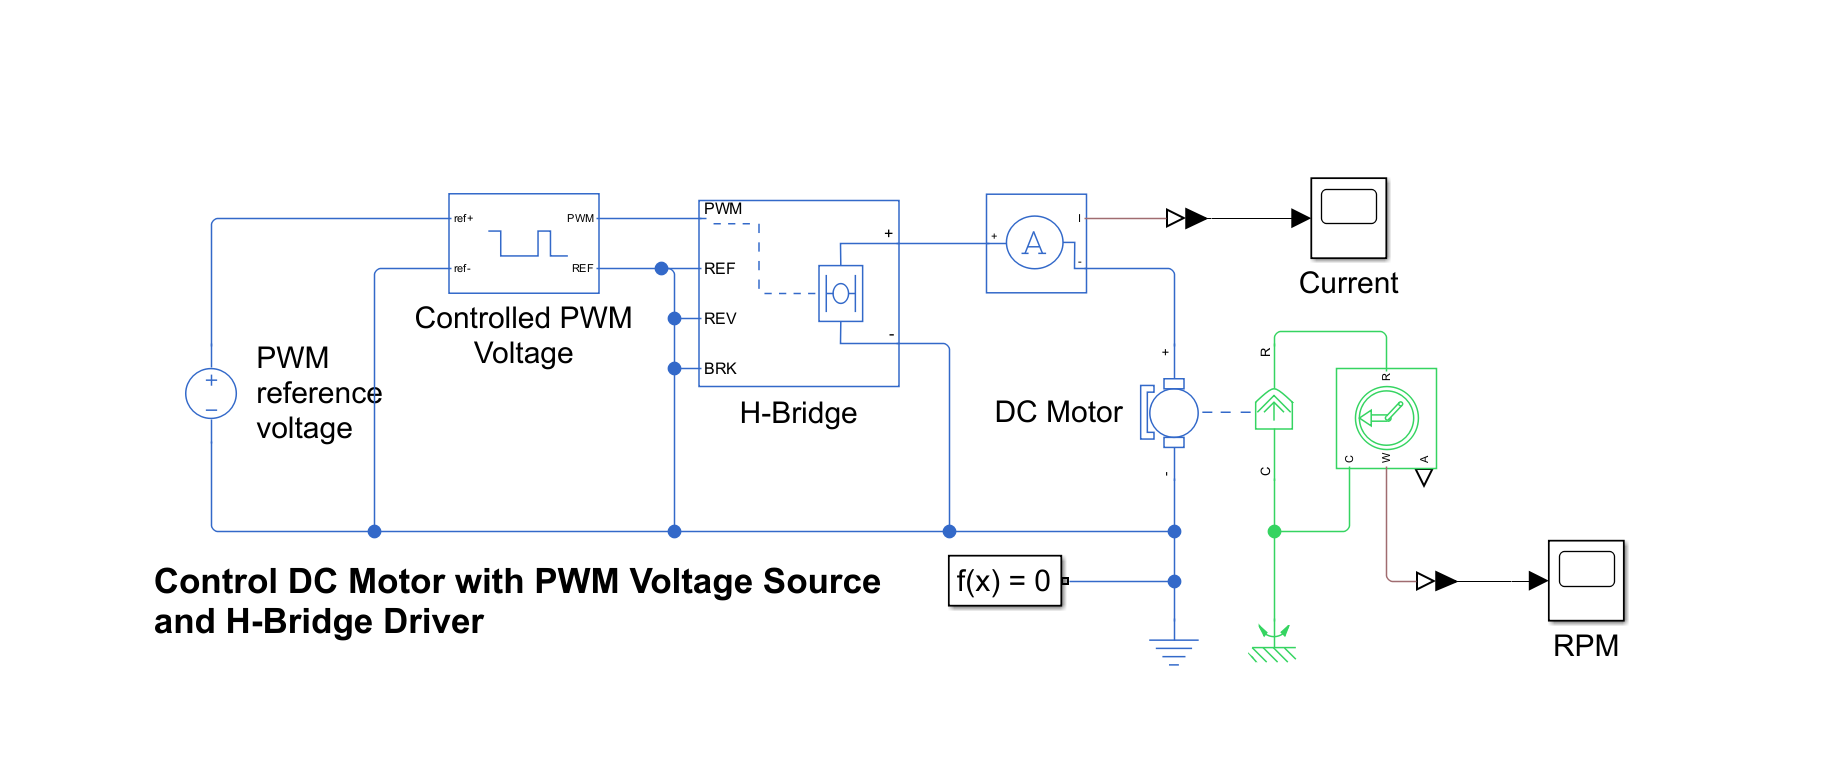 ref+
PWM
ref-
REF
Controlled PWM
Voltage
PWM
REF
REV
BRK
+
-
H-Bridge
+
A
I
-
Current
PWM
reference
voltage
+
−
DC Motor
+
-
R
C
R
C
W
A
f(x) = 0
RPM
Control DC Motor with PWM Voltage Source
and H-Bridge Driver